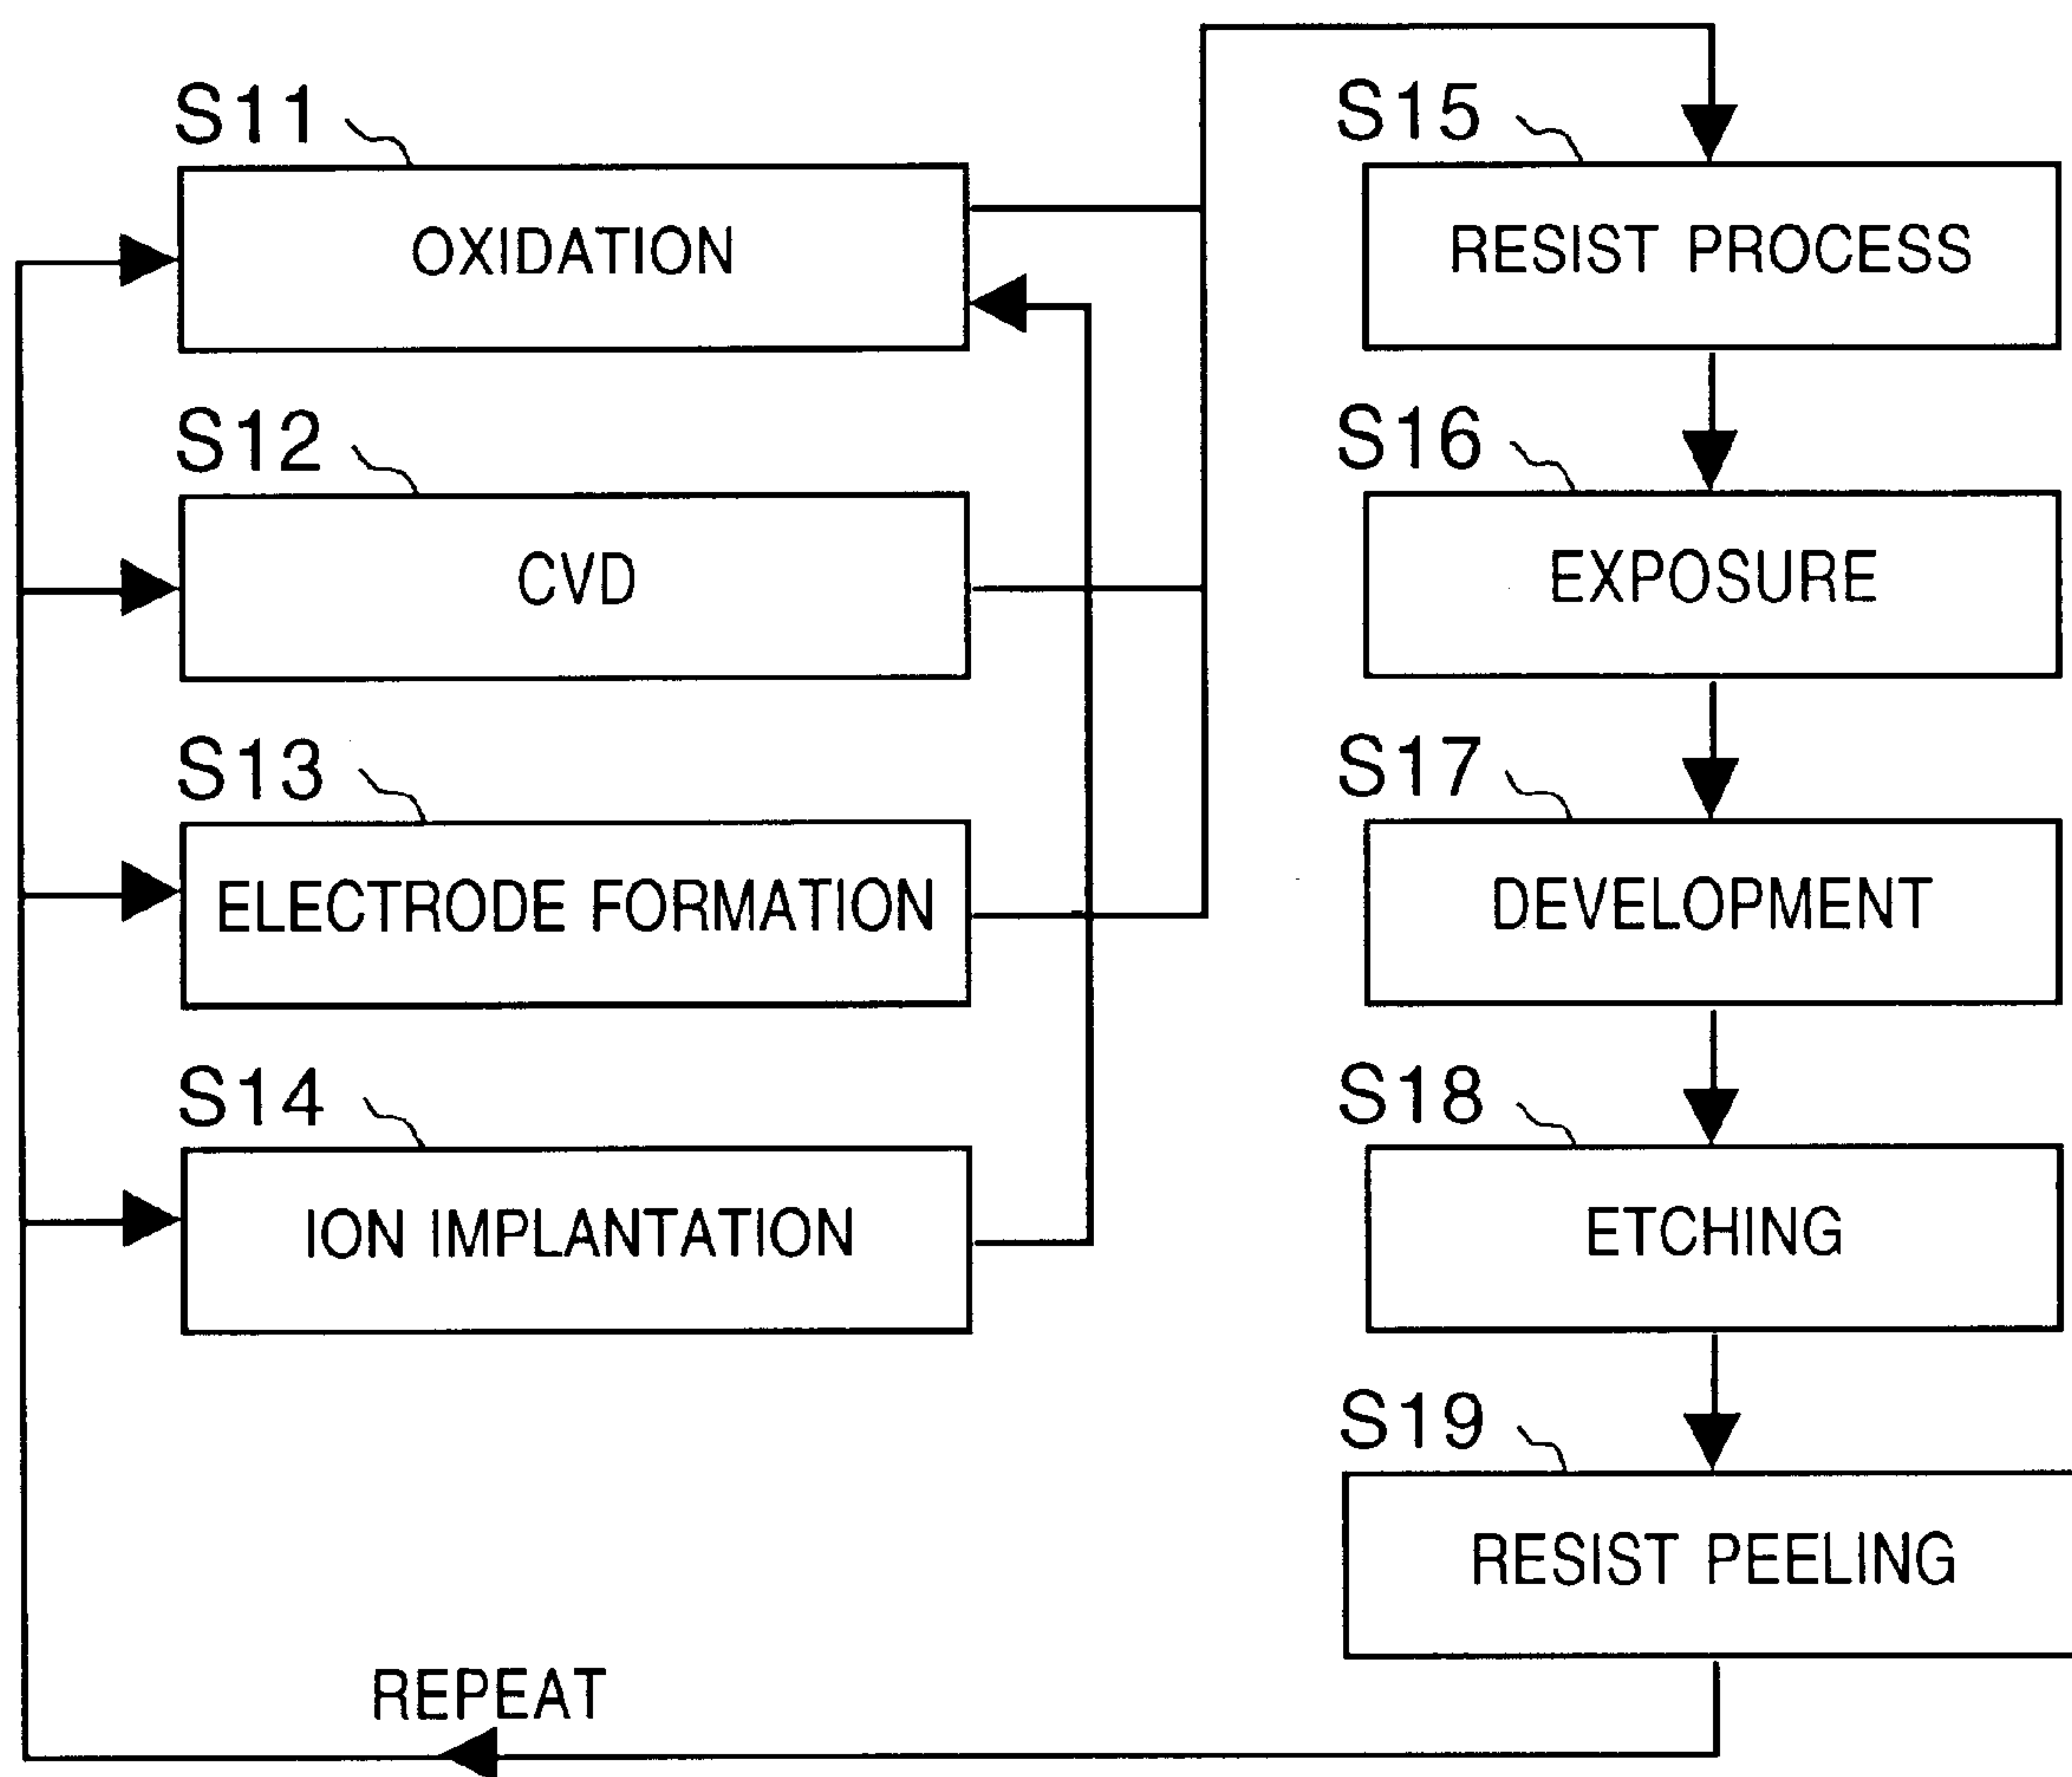 S11
OXIDATION
S12
CVD
S13
ELECTRODE FORMATION
S14
ION IMPLANTATION
REPEAT
S15
RESIST PROCESS
S16
EXPOSURE
S17
DEVELOPMENT
S18
ETCHING
S19
RESIST PEELING